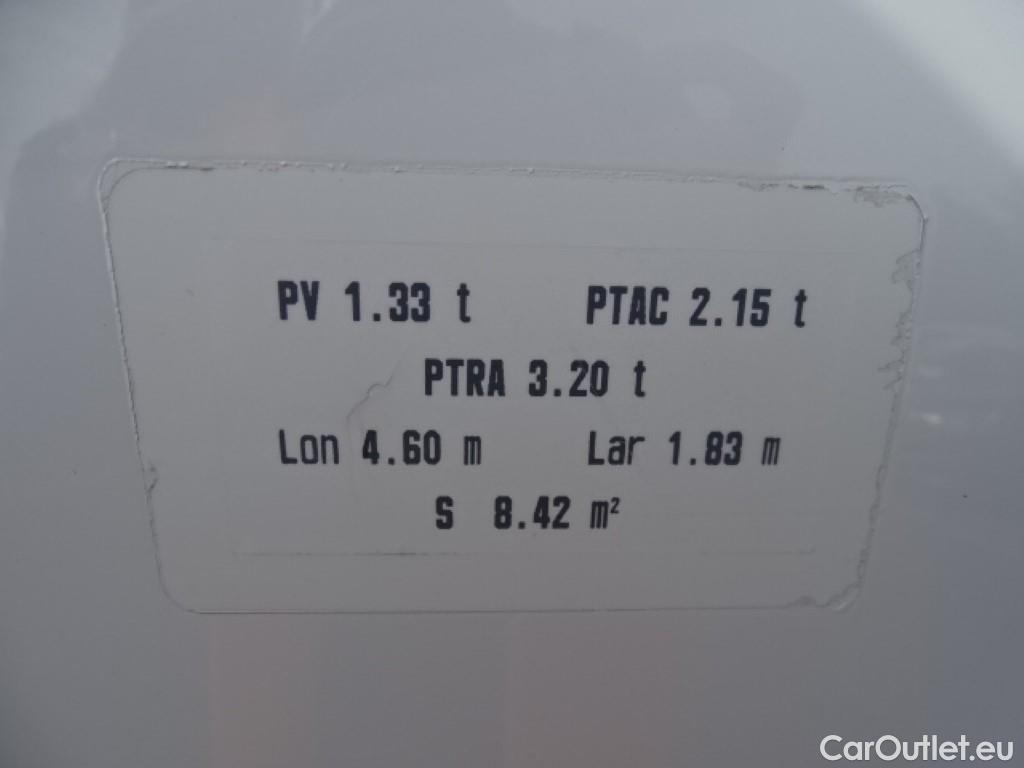 PV 1.33 t PTAC 2.15 t
PTRA 3.20 t
Lon 4.60 m Lar 1.83 m
S 8.42 m²
CarOutlet.eu